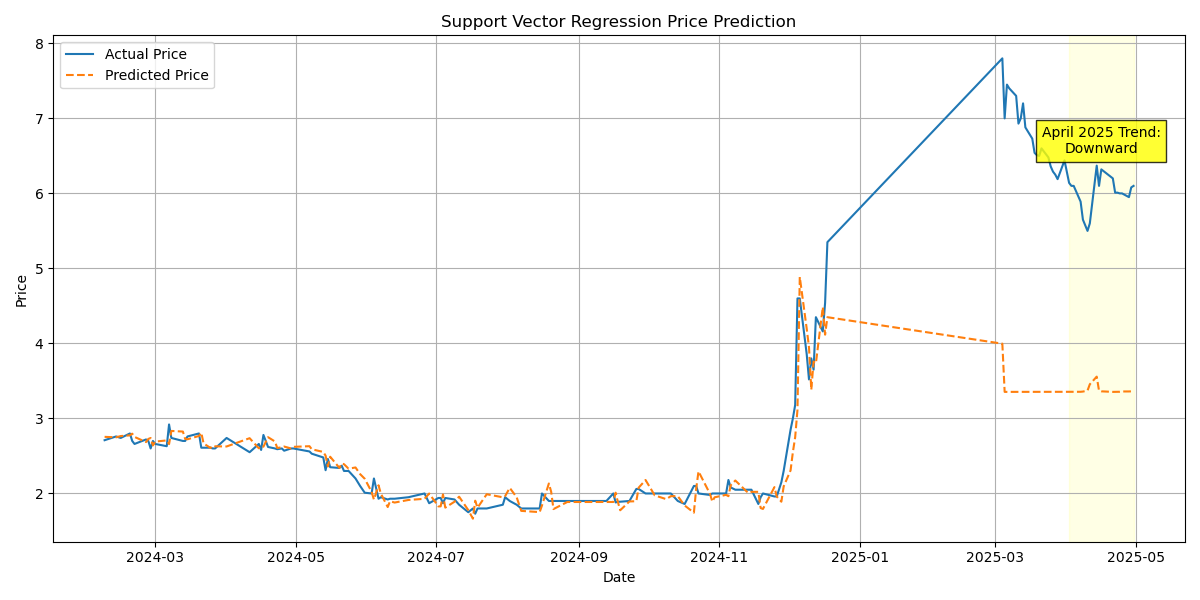 Support Vector Regression Price Prediction
Actual Price
Predicted Price
April 2025 Trend:
Downward
Price
8
7
6
5
4
3
2
2024-03
2024-05
2024-07
2024-09
2024-11
2025-01
2025-03
2025-05
Date